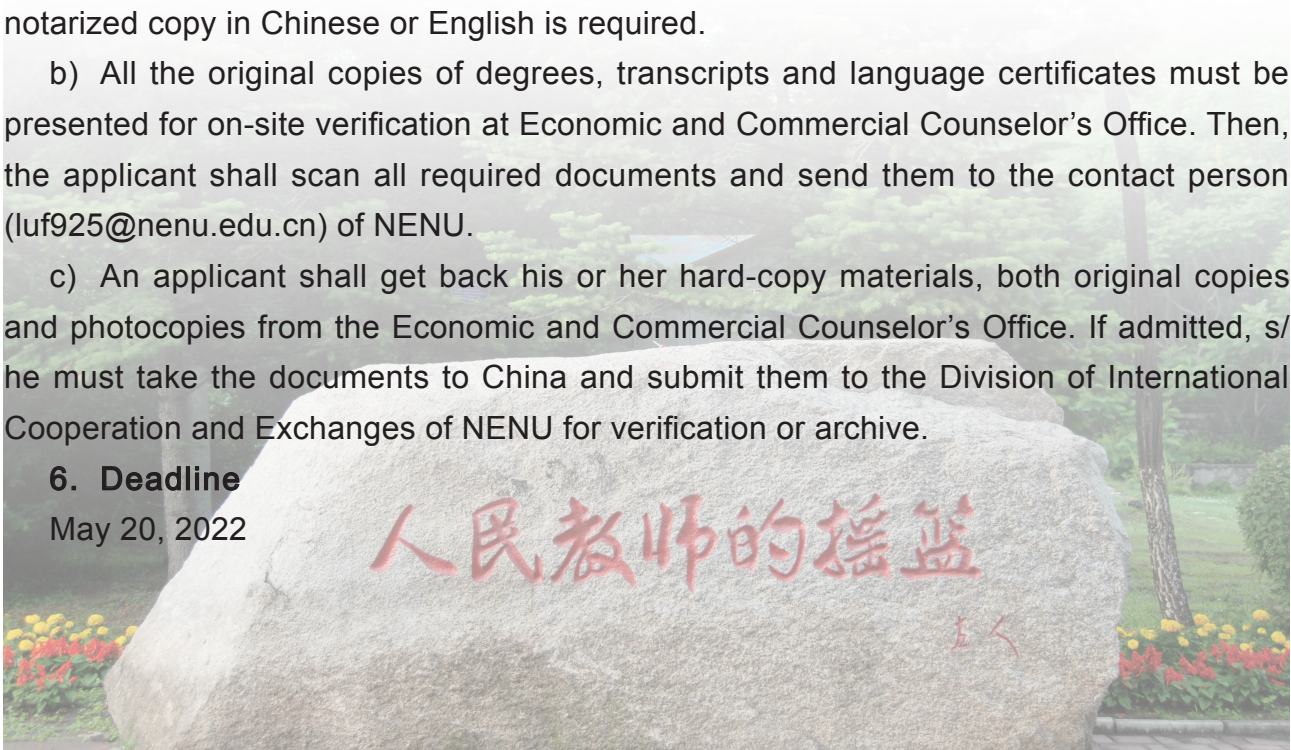 notarized copy in Chinese or English is required.
b) All the original copies of degrees, transcripts and language certificates must be
presented for on-site verification at Economic and Commercial Counselor’s Office. Then,
the applicant shall scan all required documents and send them to the contact person
(luf925@nenu.edu.cn) of NENU.
c) An applicant shall get back his or her hard-copy materials, both original copies
and photocopies from the Economic and Commercial Counselor’s Office. If admitted, s/
he must take the documents to China and submit them to the Division of International
Cooperation and Exchanges of NENU for verification or archive.
6. Deadline
May 20, 2022
人民教师的摇篮